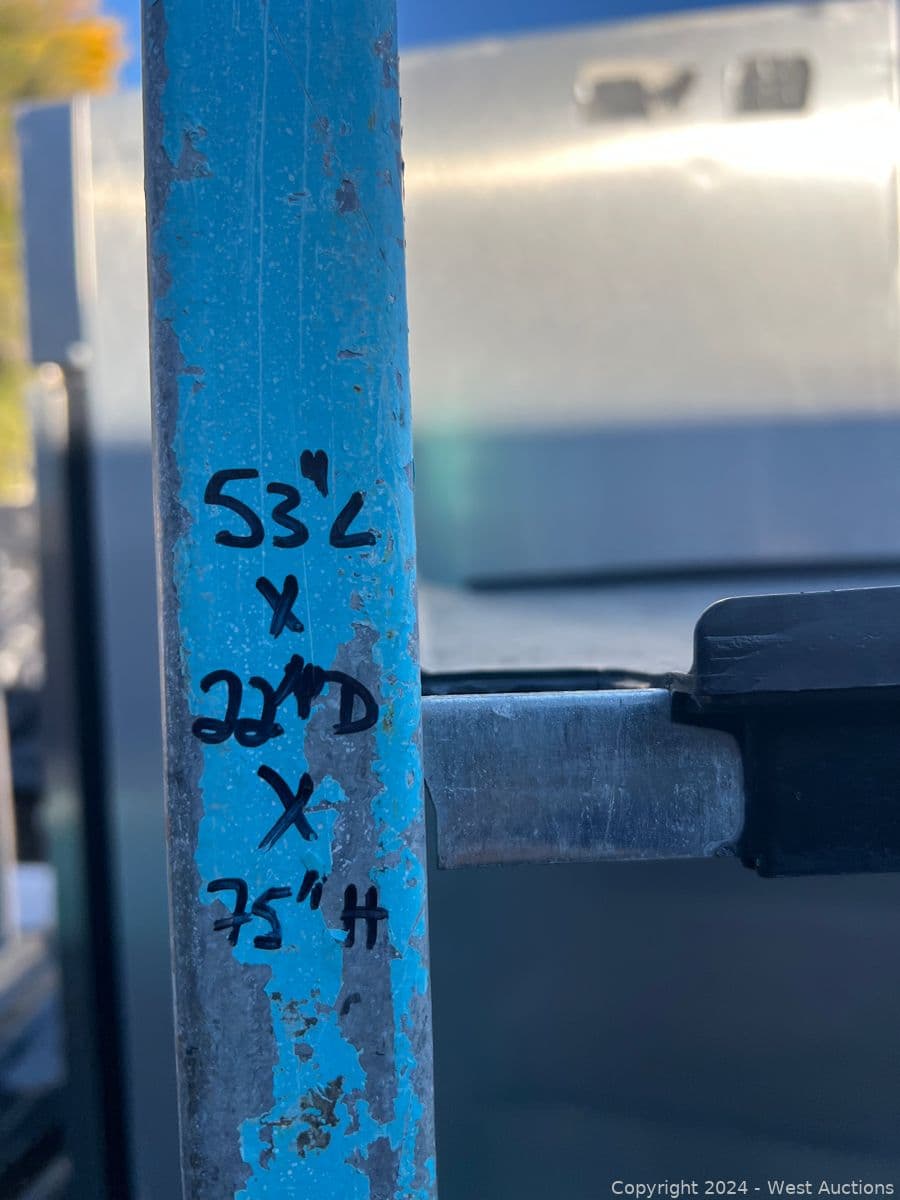 53"L
X
22"D
X
75"H
Copyright 2024 - West Auctions